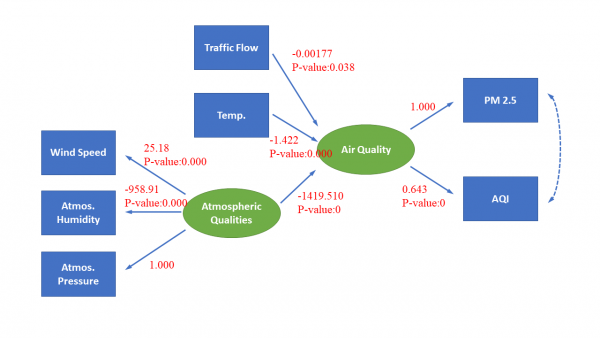 Traffic Flow
-0.00177
P-value:0.038
Temp.
-1.422
P-value:0.000
Air Quality
1.000
PM 2.5
Wind Speed
25.18
P-value:0.000
Atmos.
Humidity
-958.91
P-value:0.000
Atmospheric
Qualities
-1419.510
P-value:0
0.643
P-value:0
AQI
Atmos.
Pressure
1.000